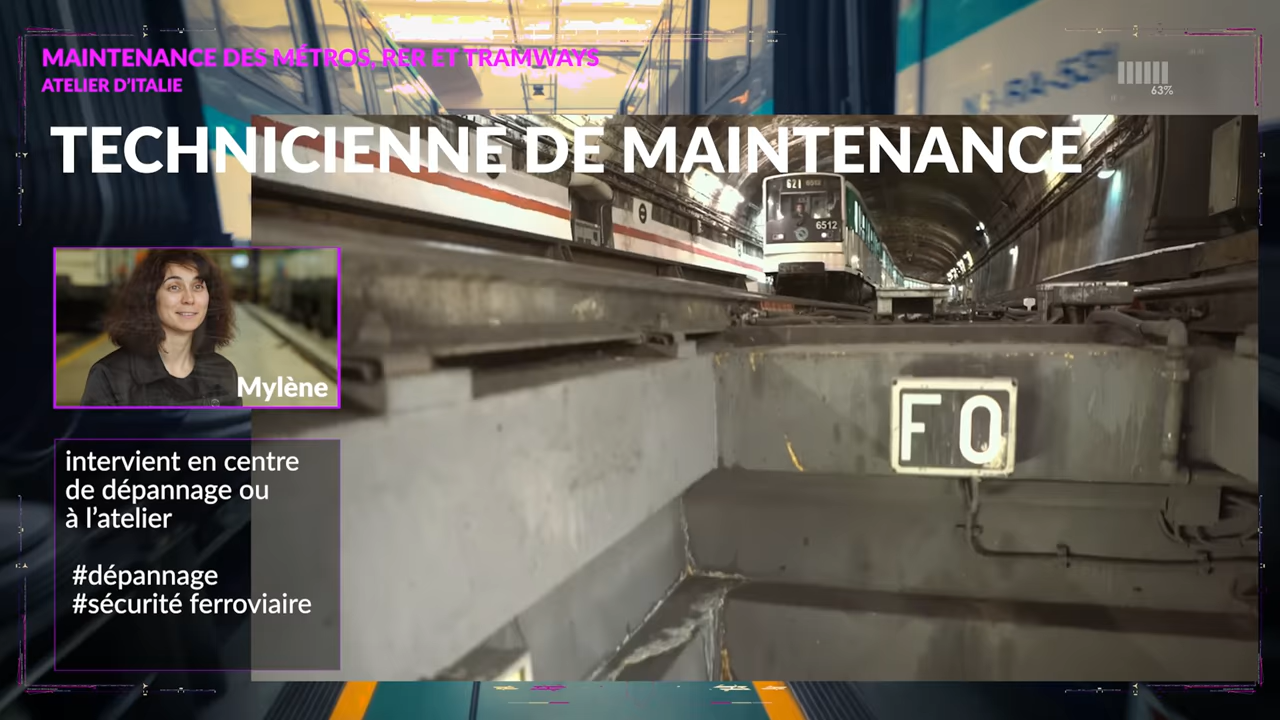 MAINTENANCE DES MÉTROS, RER ET TRAMWAYS
ATELIER D'ITALIE
63%
TECHNICIENNE DE MAINTENANCE
621
6512
Mylène
FO
intervient en centre
de dépannage ou
à l'atelier
#dépannage
#sécurité ferroviaire